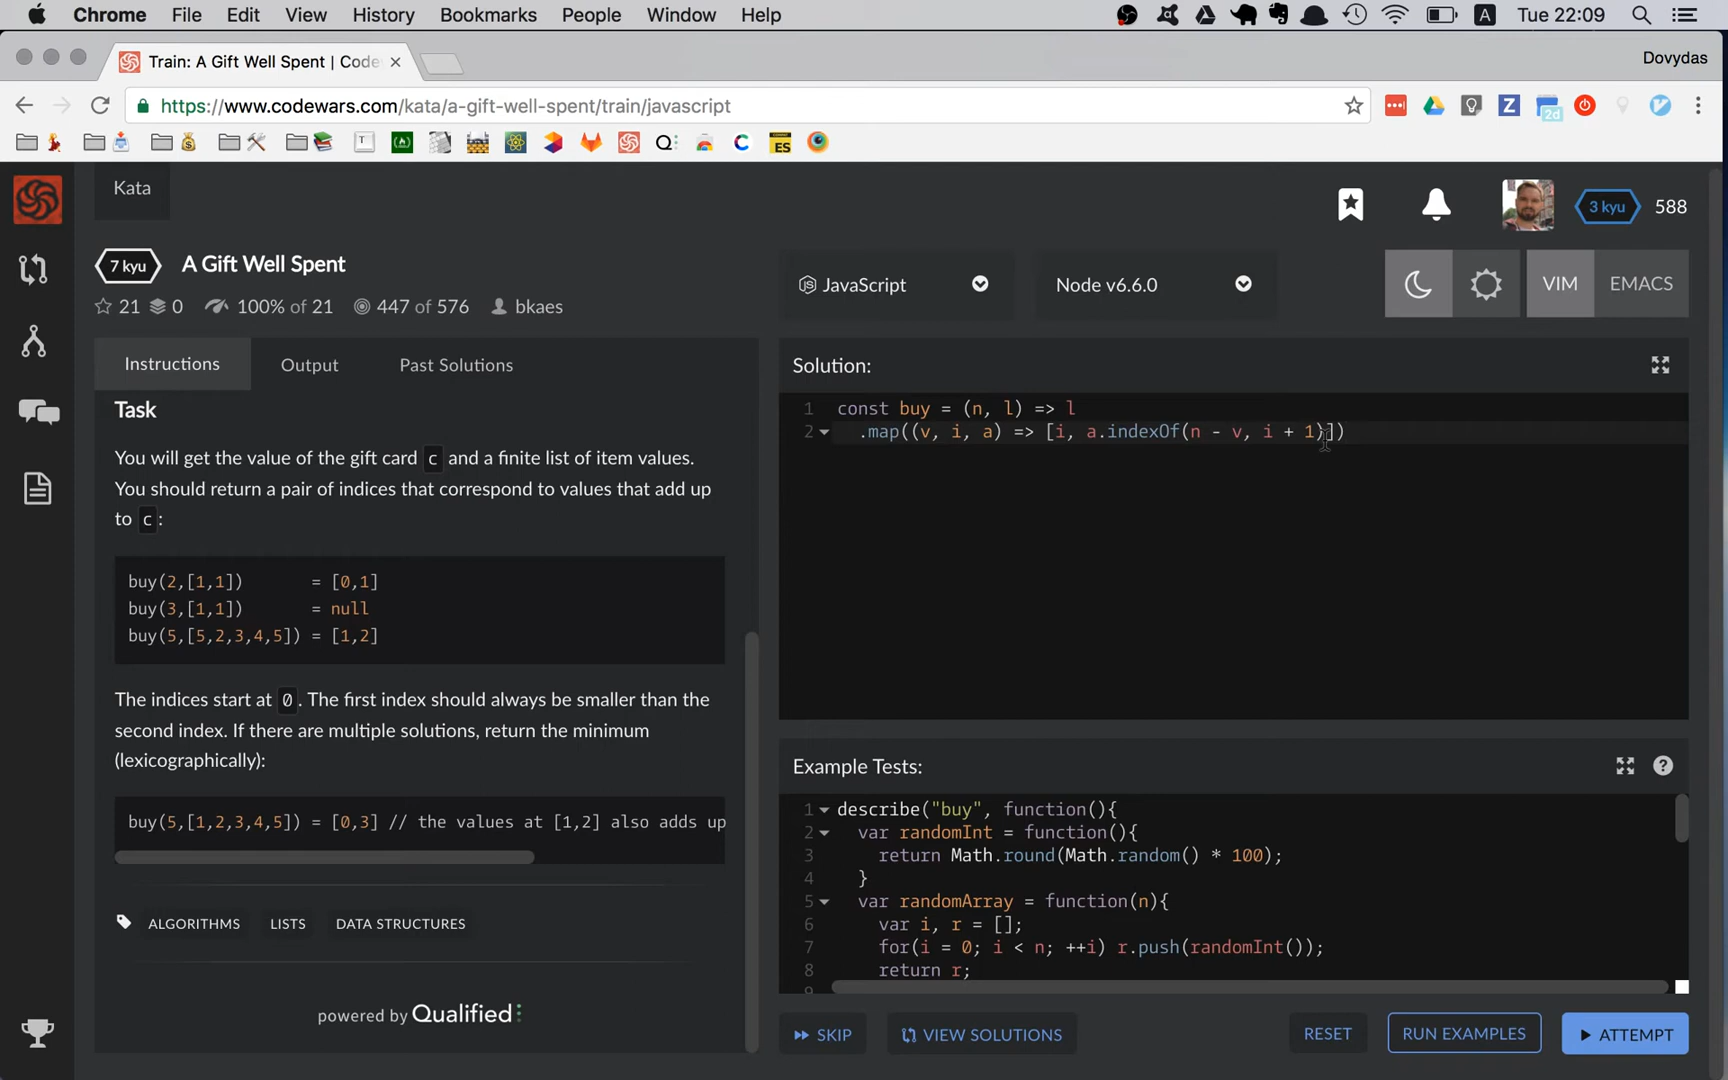 Chrome File Edit View History Bookmarks People Window Help A Tue 22:09
Train: A Gift Well Spent | Code
Dovydas
https://www.codewars.com/kata/a-gift-well-spent/train/javascript
Z 2d
T Q C ES
Kata
3 kyu 588
7 kyu A Gift Well Spent
21 0 100% of 21 447 of 576 bkaes
JavaScript Node v6.6.0 VIM EMACS
Instructions Output Past Solutions
Task
You will get the value of the gift card c and a finite list of item values.
You should return a pair of indices that correspond to values that add up
to c:
buy(2,[1,1]) = [0,1]
buy(3,[1,1]) = null
buy(5,[5,2,3,4,5]) = [1,2]
The indices start at 0. The first index should always be smaller than the
second index. If there are multiple solutions, return the minimum
(lexicographically):
buy(5,[1,2,3,4,5]) = [0,3] // the values at [1,2] also adds up
ALGORITHMS LISTS DATA STRUCTURES
powered by Qualified
Solution:
1 const buy = (n, l) => l
2 .map((v, i, a) => [i, a.indexOf(n - v, i + 1)])
Example Tests:
1 describe("buy", function(){
2 var randomInt = function(){
3 return Math.round(Math.random() * 100);
4 }
5 var randomArray = function(n){
6 var i, r = [];
7 for(i = 0; i < n; ++i) r.push(randomInt());
8 return r;
9
SKIP VIEW SOLUTIONS RESET RUN EXAMPLES ATTEMPT